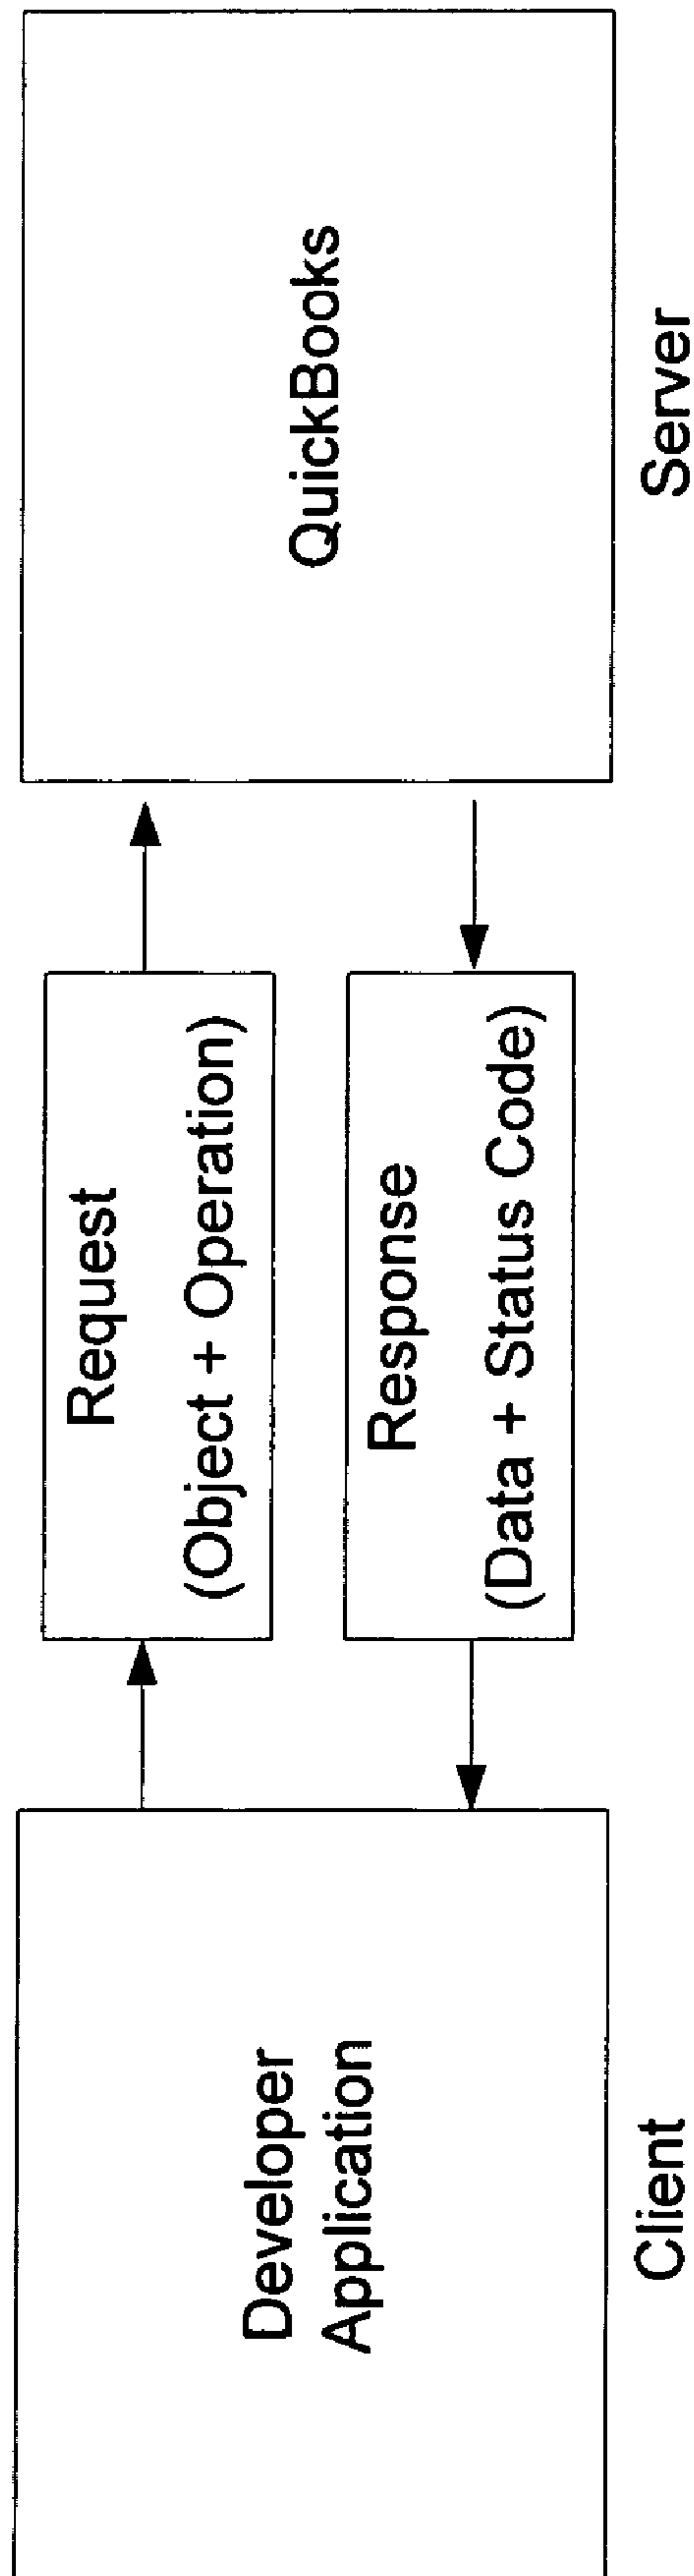 Developer
Application
Client
Request
(Object + Operation)
Response
(Data + Status Code)
QuickBooks
Server